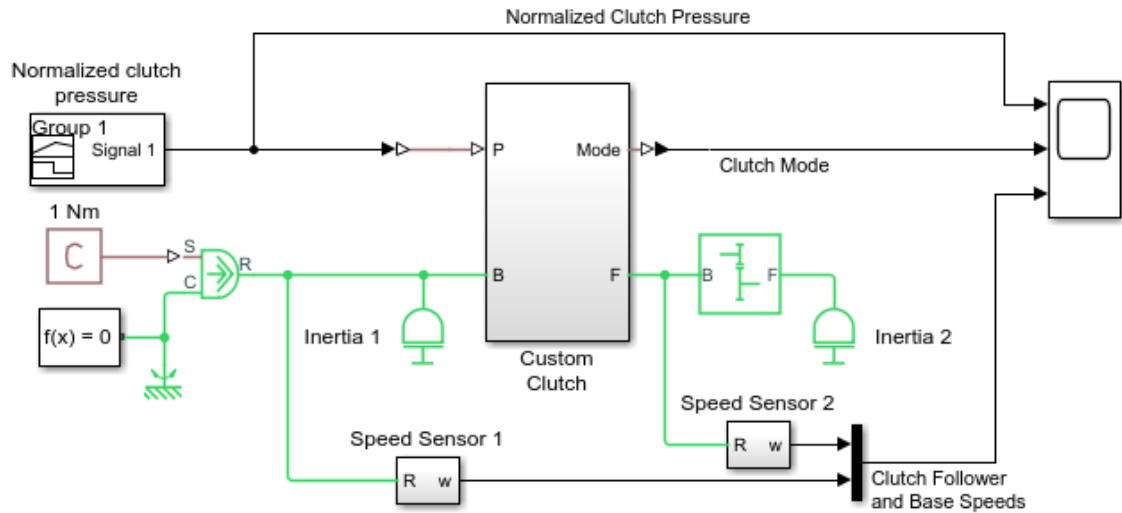 Normalized Clutch Pressure
Normalized clutch
pressure
Group 1
Signal 1
P
Mode
Clutch Mode
1 Nm
C
S
C
R
B
F
B
F
f(x) = 0
Inertia 1
Custom
Clutch
Inertia 2
Speed Sensor 2
R
w
Speed Sensor 1
R
w
Clutch Follower
and Base Speeds